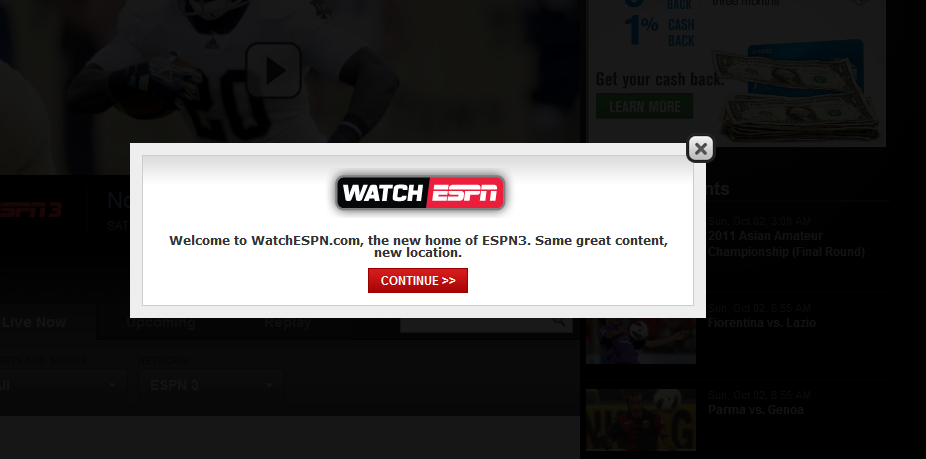 BACK
three months
1% CASH
BACK
Get your cash back.
LEARN MORE
20
WATCH ESPN
Welcome to WatchESPN.com, the new home of ESPN3. Same great content,
new location.
CONTINUE >>
No
SAT
Live Now
Upcoming
Replay
ESPN 3
nts
Sun, Oct 02, 3:08 AM
2011 Asian Amateur
Championship (Final Round)
Sun, Oct 02, 8:55 AM
Fiorentina vs. Lazio
Sun, Oct 02, 8:55 AM
Parma vs. Genoa